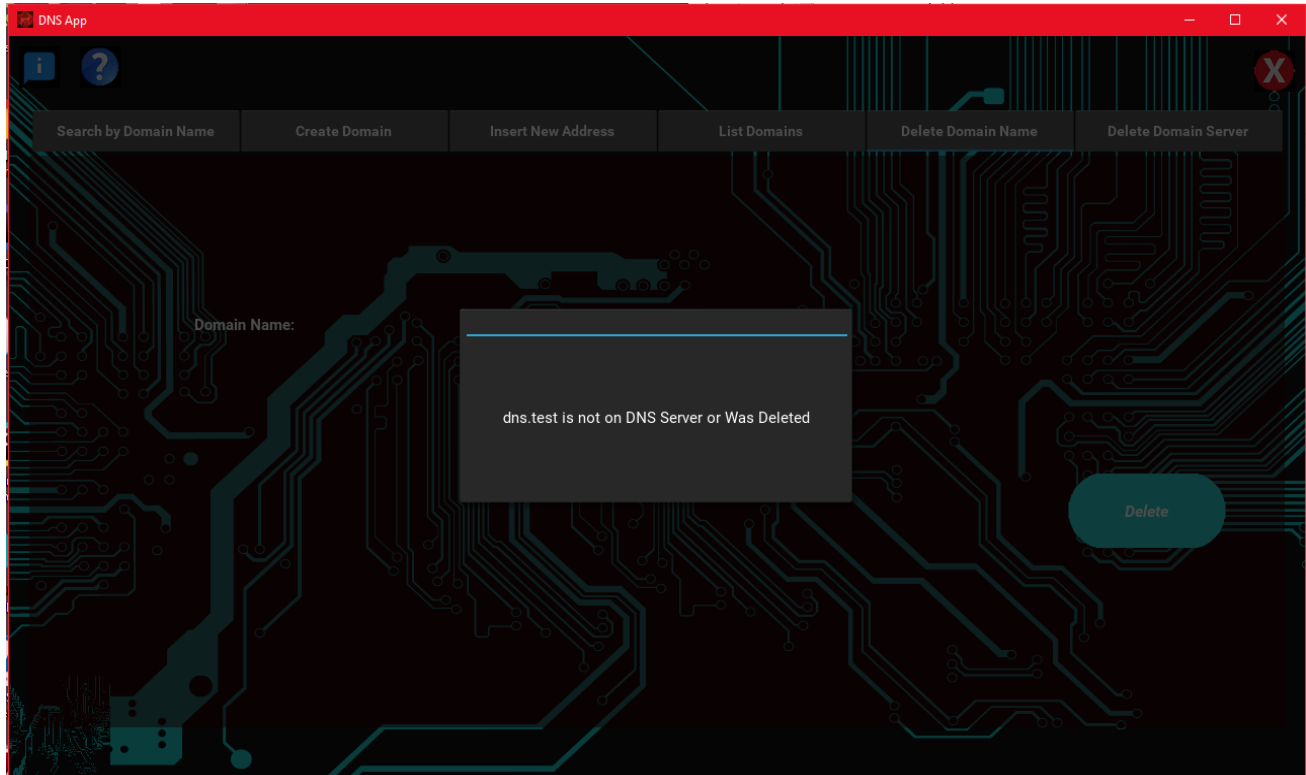 DNS App
i ? X
Search by Domain Name Create Domain Insert New Address List Domains Delete Domain Name Delete Domain Server
Domain Name:
dns.test is not on DNS Server or Was Deleted
Delete